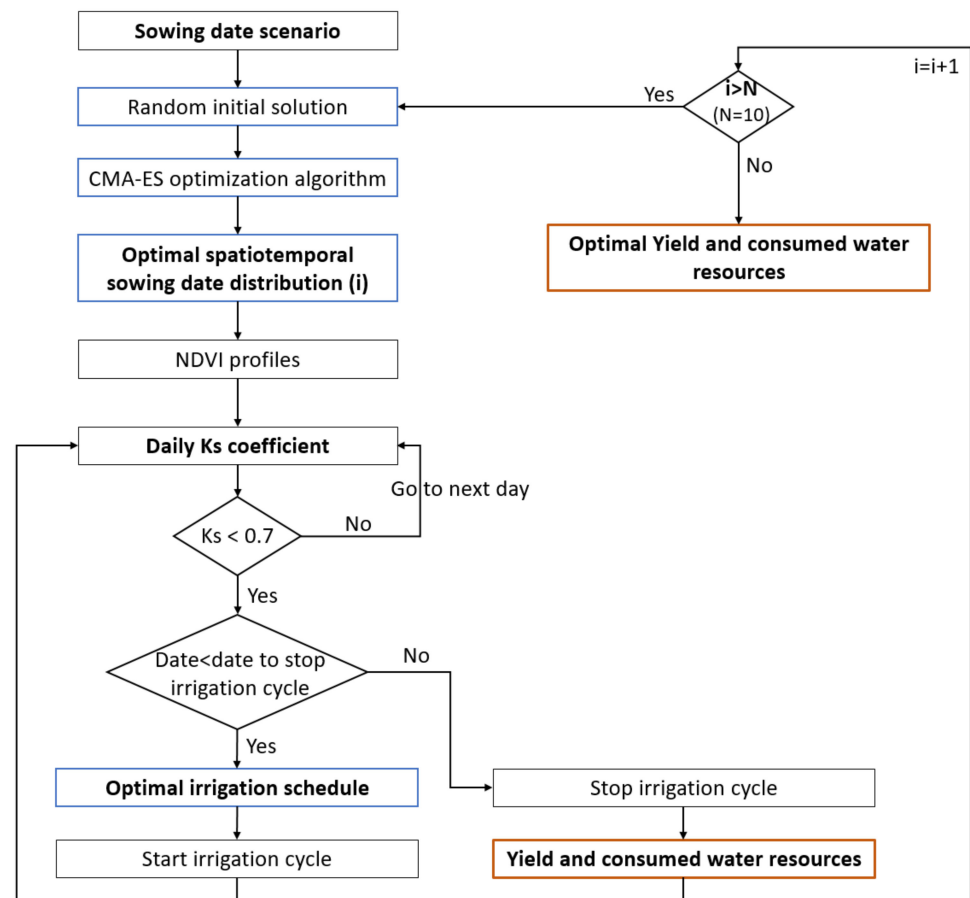 Sowing date scenario
Random initial solution
CMA-ES optimization algorithm
Optimal spatiotemporal
sowing date distribution (i)
NDVI profiles
Daily Ks coefficient
Go to next day
Ks < 0.7
No
Yes
Date<date to stop
irrigation cycle
No
Yes
Optimal irrigation schedule
Start irrigation cycle
Stop irrigation cycle
Yield and consumed water resources
i=i+1
i>N
(N=10)
Yes
No
Optimal Yield and consumed water
resources